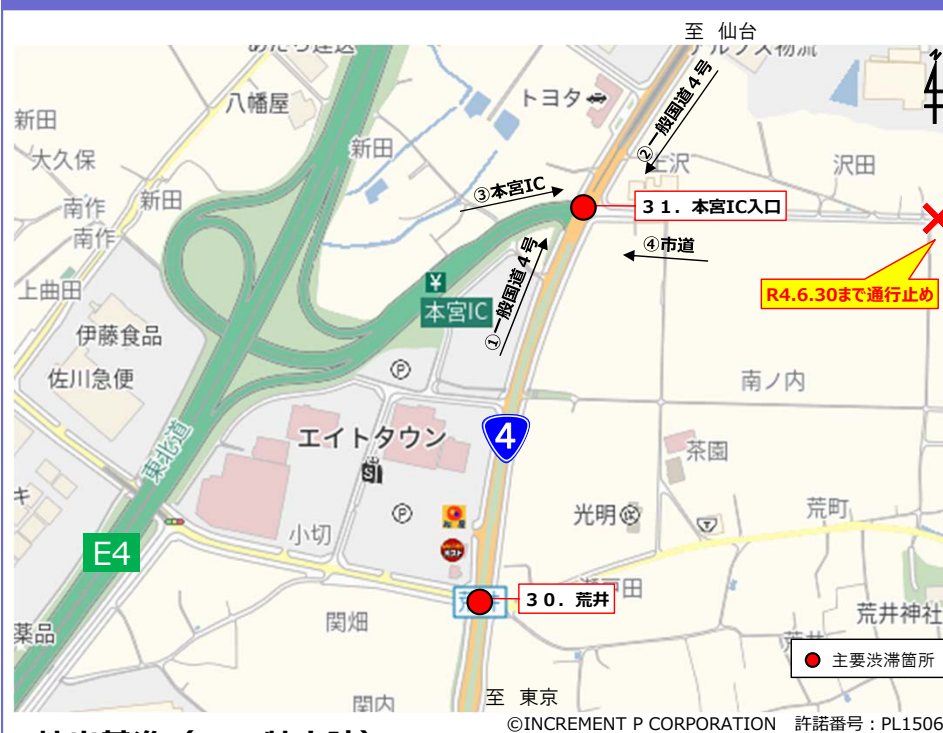 至 仙台
アルプス物流
八幡屋
トヨタ
②一般国道4号
新田
新田
大久保
上沢
沢田
③本宮IC
新田
南作
南作
３１．本宮IC入口
④市道
R4.6.30まで通行止め
①一般国道4号
上曲田
本宮IC
伊藤食品
佐川急便
P
南ノ内
エイトタウン
4
茶園
東北道
キ
P
光明
荒町
小切
E4
３０．荒井
関畑
荒井神社
薬品
主要渋滞箇所
関内
至 東京
©INCREMENT P CORPORATION 許諾番号：PL1506